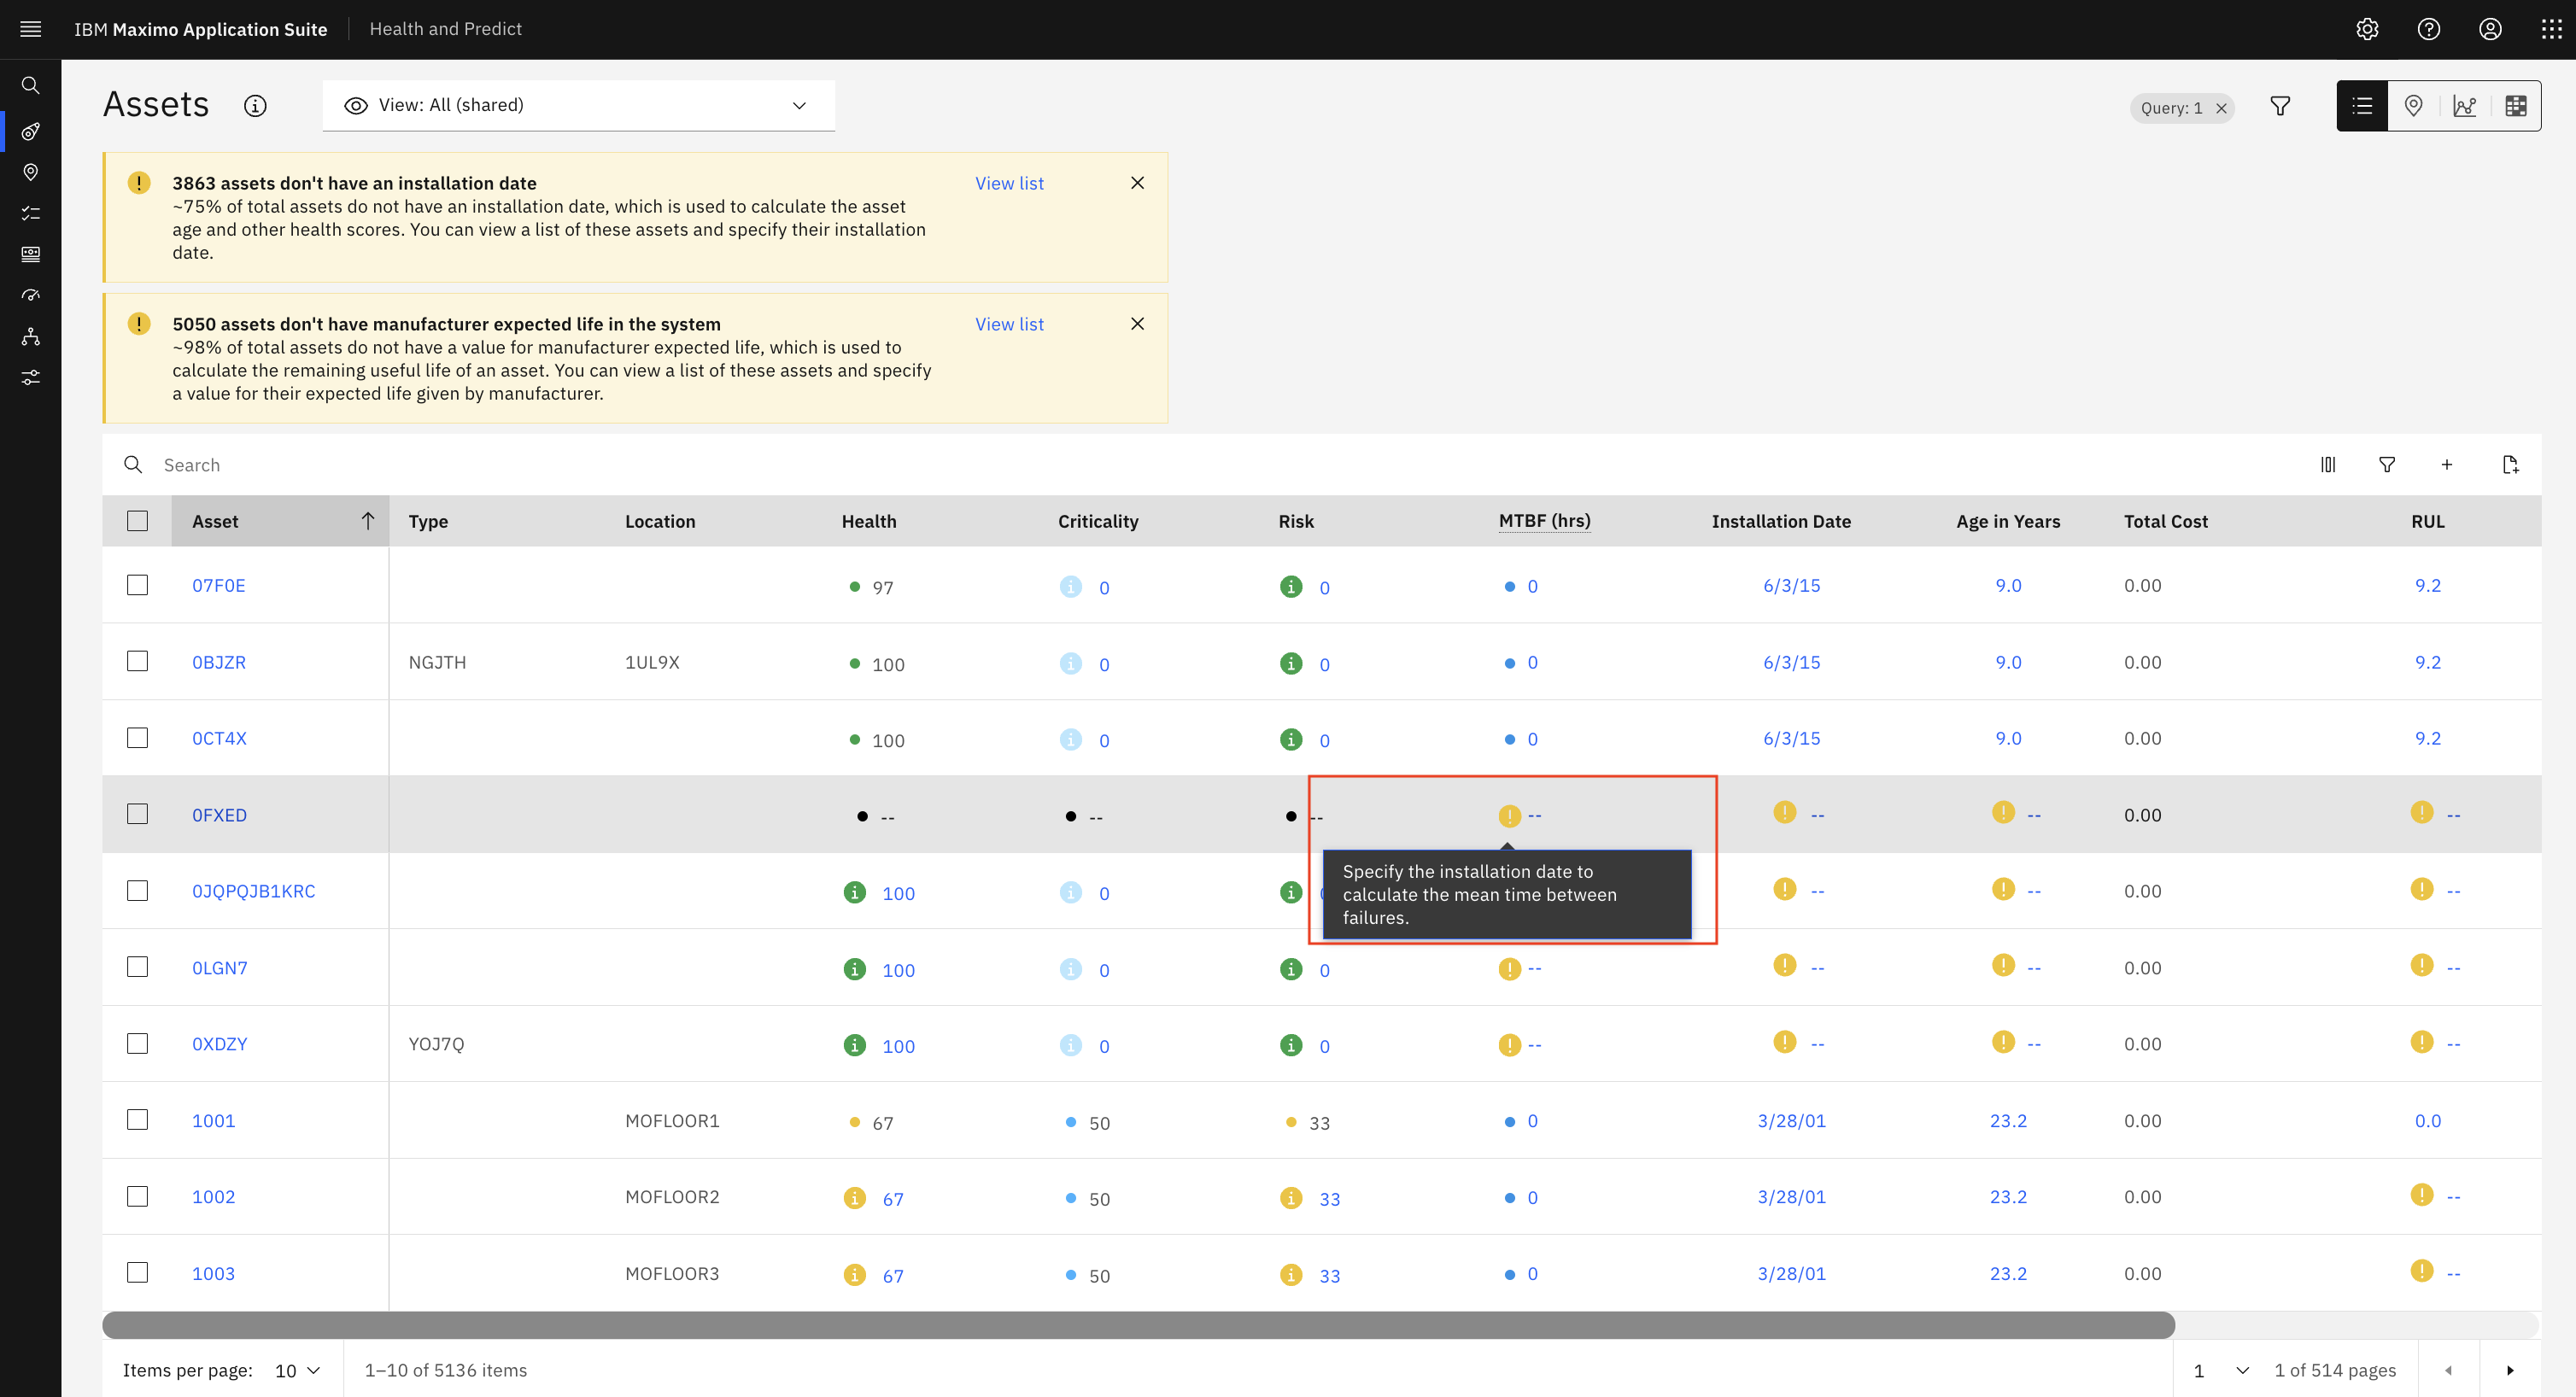 IBM Maximo Application Suite Health and Predict
Assets View: All (shared) Query: 1
3863 assets don't have an installation date View list
~75% of total assets do not have an installation date, which is used to calculate the asset
age and other health scores. You can view a list of these assets and specify their installation
date.
5050 assets don't have manufacturer expected life in the system View list
~98% of total assets do not have a value for manufacturer expected life, which is used to
calculate the remaining useful life of an asset. You can view a list of these assets and specify
a value for their expected life given by manufacturer.
Search
Asset Type Location Health Criticality Risk MTBF (hrs) Installation Date Age in Years Total Cost RUL
07F0E 97 0 0 0 6/3/15 9.0 0.00 9.2
0BJZR NGJTH 1UL9X 100 0 0 0 6/3/15 9.0 0.00 9.2
0CT4X 100 0 0 0 6/3/15 9.0 0.00 9.2
0FXED -- -- -- -- -- -- 0.00 --
Specify the installation date to
calculate the mean time between
failures.
0JQPQJB1KRC 100 0 -- -- 0.00 --
0LGN7 100 0 0 -- -- -- 0.00 --
0XDZY YOJ7Q 100 0 0 -- -- -- 0.00 --
1001 MOFLOOR1 67 50 33 0 3/28/01 23.2 0.00 0.0
1002 MOFLOOR2 67 50 33 0 3/28/01 23.2 0.00 --
1003 MOFLOOR3 67 50 33 0 3/28/01 23.2 0.00 --
Items per page: 10 1–10 of 5136 items 1 1 of 514 pages